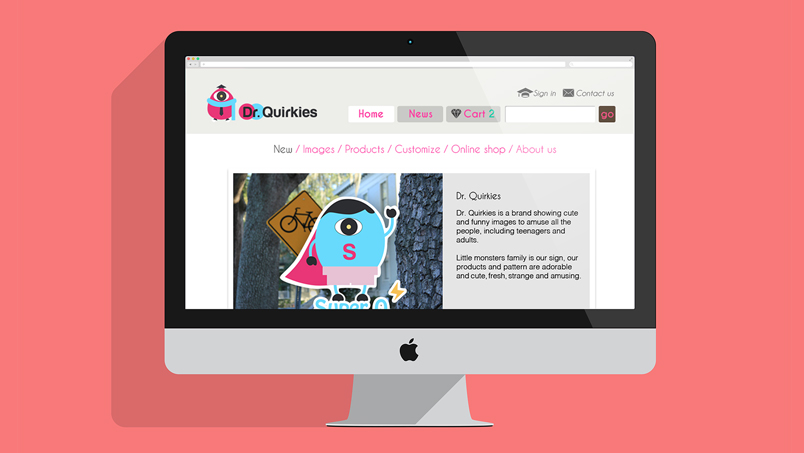 Sign in
Contact us
Dr. Quirkies
Home
News
Cart 2
go
New / Images / Products / Customize / Online shop / About us
Dr. Quirkies
Dr. Quirkies is a brand showing cute
and funny images to amuse all the
people, including teenagers and
adults.
Little monsters family is our sign, our
products and pattern are adorable
and cute, fresh, strange and amusing.
S
Super Q